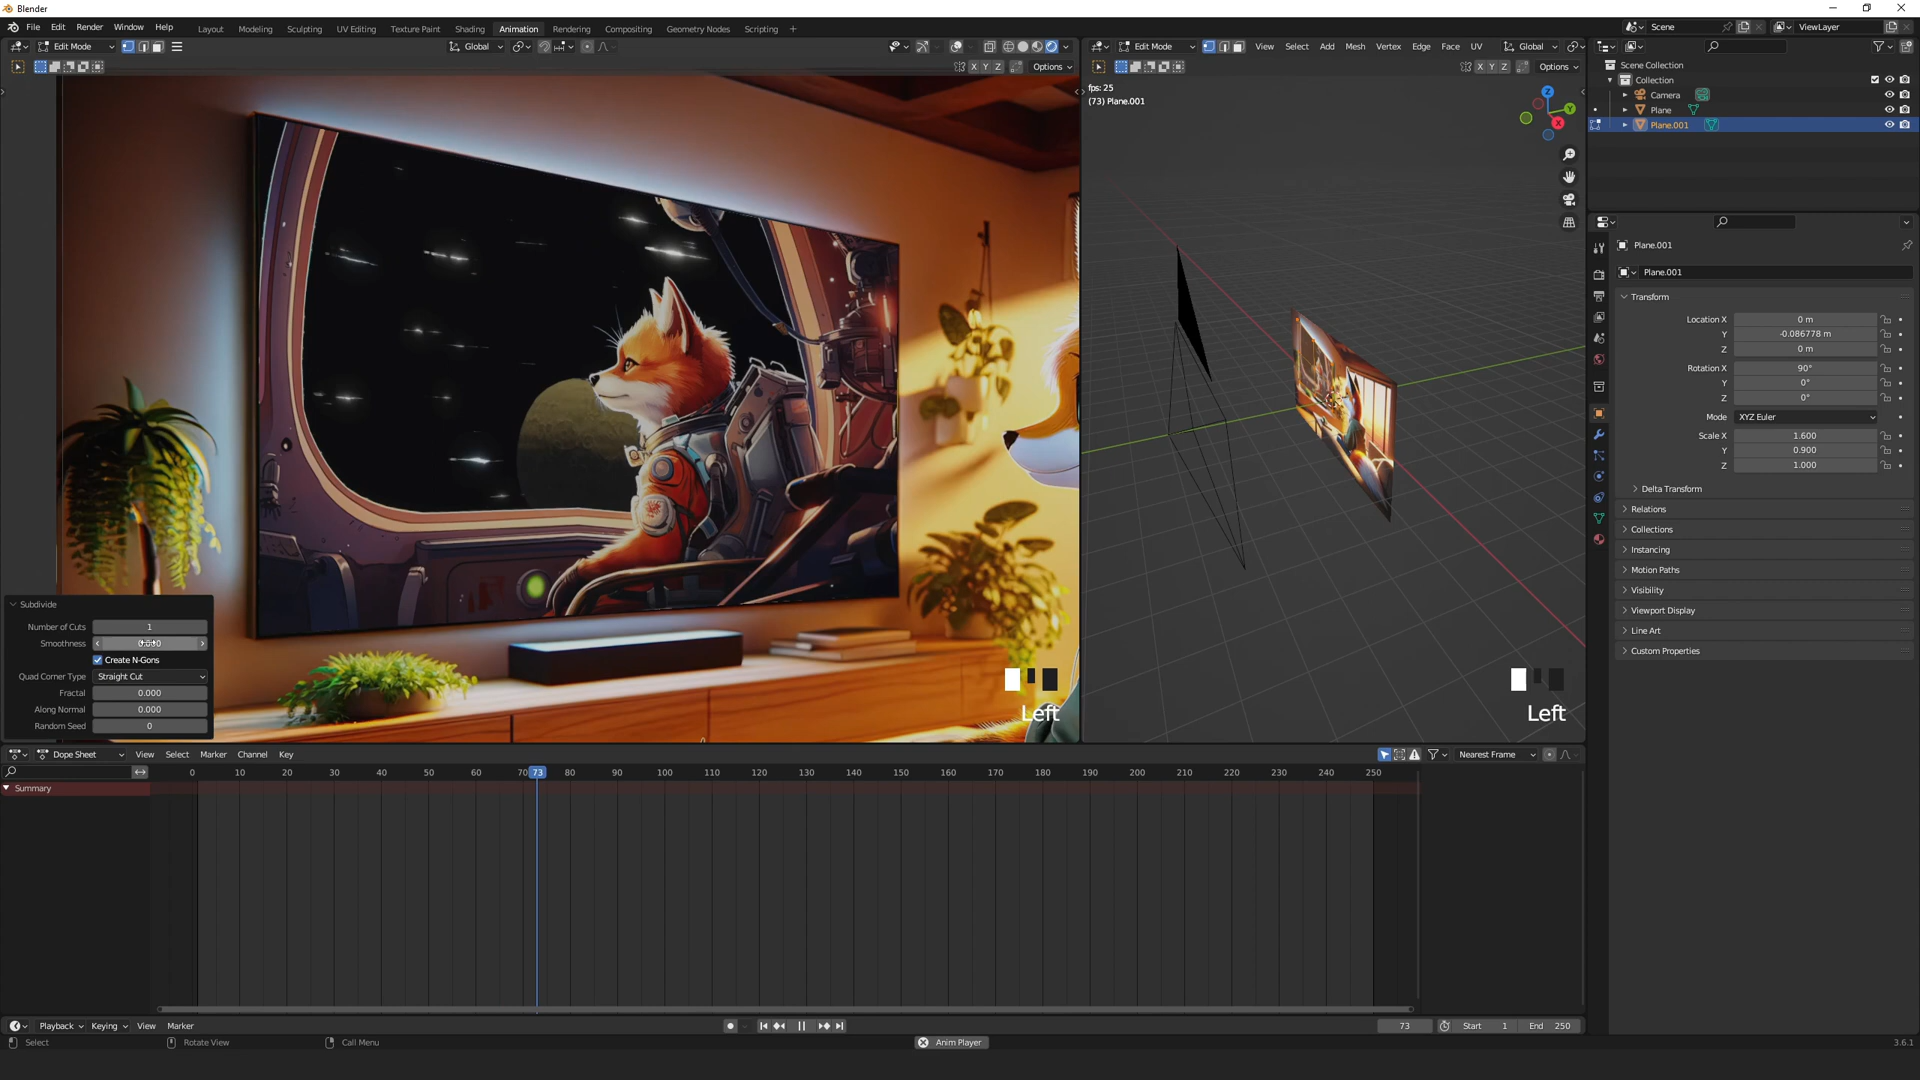 Blender
File Edit Render Window Help Layout Modeling Sculpting UV Editing Texture Paint Shading Animation Rendering Compositing Geometry Nodes Scripting + Scene ViewLayer
Edit Mode Global Edit Mode View Select Add Mesh Vertex Edge Face UV Global
X Y Z Options X Y Z Options Scene Collection
Collection
fps: 25
(73) Plane.001
Z Y X
Camera
Plane
Plane.001
Plane.001
Plane.001
Transform
Location X 0 m
Y -0.086778 m
Z 0 m
Rotation X 90°
Y 0°
Z 0°
Mode XYZ Euler
Scale X 1.600
Y 0.900
Z 1.000
Delta Transform
Relations
Collections
Instancing
Motion Paths
Visibility
Viewport Display
Line Art
Custom Properties
Subdivide
Number of Cuts 1
Smoothness
Create N-Gons
Quad Corner Type Straight Cut
Fractal 0.000
Along Normal 0.000
Random Seed 0
Left Left
Dope Sheet View Select Marker Channel Key Nearest Frame
0 10 20 30 40 50 60 70 73 80 90 100 110 120 130 140 150 160 170 180 190 200 210 220 230 240 250
Summary
Playback Keying View Marker 73 Start 1 End 250
Select Rotate View Call Menu Anim Player 3.6.1